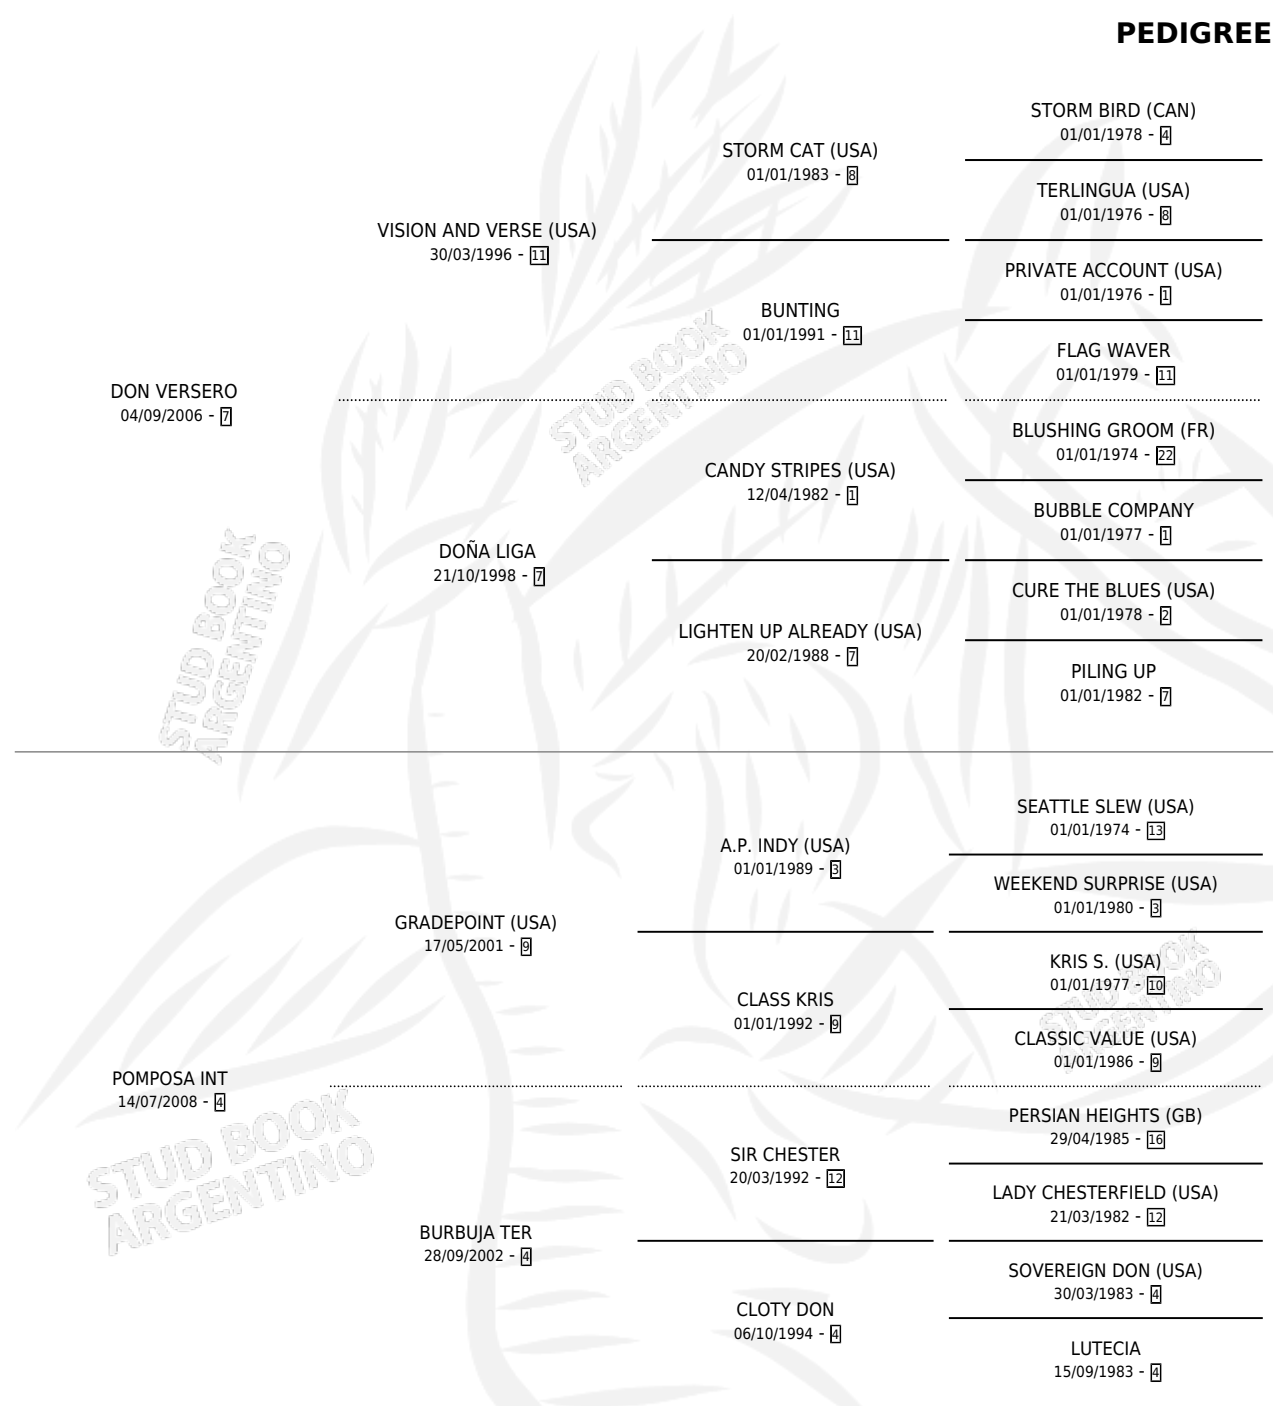 PEDIGREE
STORM BIRD (CAN)
01/01/1978 - 4
STORM CAT (USA)
01/01/1983 - 8
TERLINGUA (USA)
01/01/1976 - 8
VISION AND VERSE (USA)
30/03/1996 - 11
PRIVATE ACCOUNT (USA)
01/01/1976 - 1
BUNTING
01/01/1991 - 11
FLAG WAVER
01/01/1979 - 11
DON VERSERO
04/09/2006 - 7
BLUSHING GROOM (FR)
01/01/1974 - 22
CANDY STRIPES (USA)
12/04/1982 - 1
BUBBLE COMPANY
01/01/1977 - 1
DOÑA LIGA
21/10/1998 - 7
CURE THE BLUES (USA)
01/01/1978 - 2
LIGHTEN UP ALREADY (USA)
20/02/1988 - 7
PILING UP
01/01/1982 - 7
SEATTLE SLEW (USA)
01/01/1974 - 13
A.P. INDY (USA)
01/01/1989 - 3
WEEKEND SURPRISE (USA)
01/01/1980 - 3
GRADEPOINT (USA)
17/05/2001 - 9
KRIS S. (USA)
01/01/1977 - 10
CLASS KRIS
01/01/1992 - 9
CLASSIC VALUE (USA)
01/01/1986 - 9
POMPOSA INT
14/07/2008 - 4
PERSIAN HEIGHTS (GB)
29/04/1985 - 16
SIR CHESTER
20/03/1992 - 12
LADY CHESTERFIELD (USA)
21/03/1982 - 12
BURBUJA TER
28/09/2002 - 4
SOVEREIGN DON (USA)
30/03/1983 - 4
CLOTY DON
06/10/1994 - 4
LUTECIA
15/09/1983 - 4
STUD BOOK
ARGENTINO
STUD BOOK
ARGENTINO
STUD BOOK
ARGENTINO
STUD BOOK
ARGENTINO